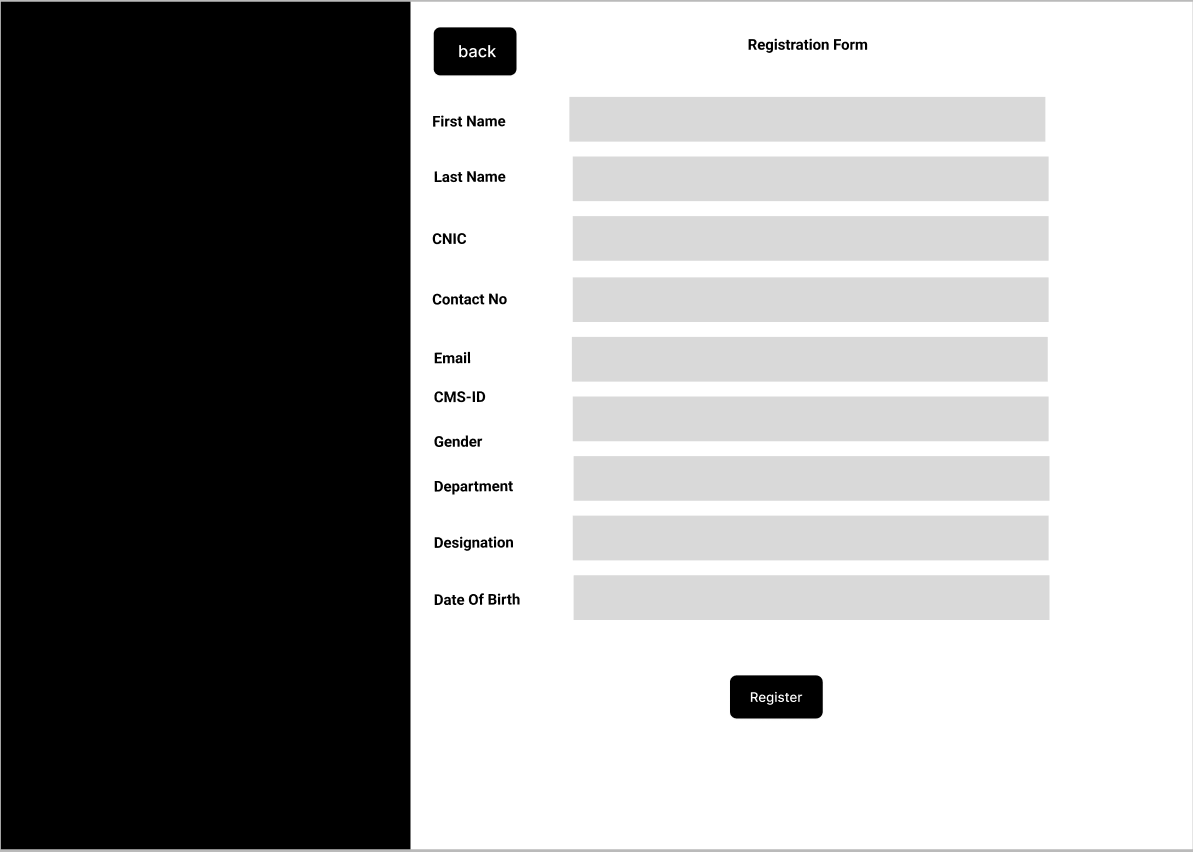 back
Registration Form
First Name
Last Name
CNIC
Contact No
Email
CMS-ID
Gender
Department
Designation
Date Of Birth
Register